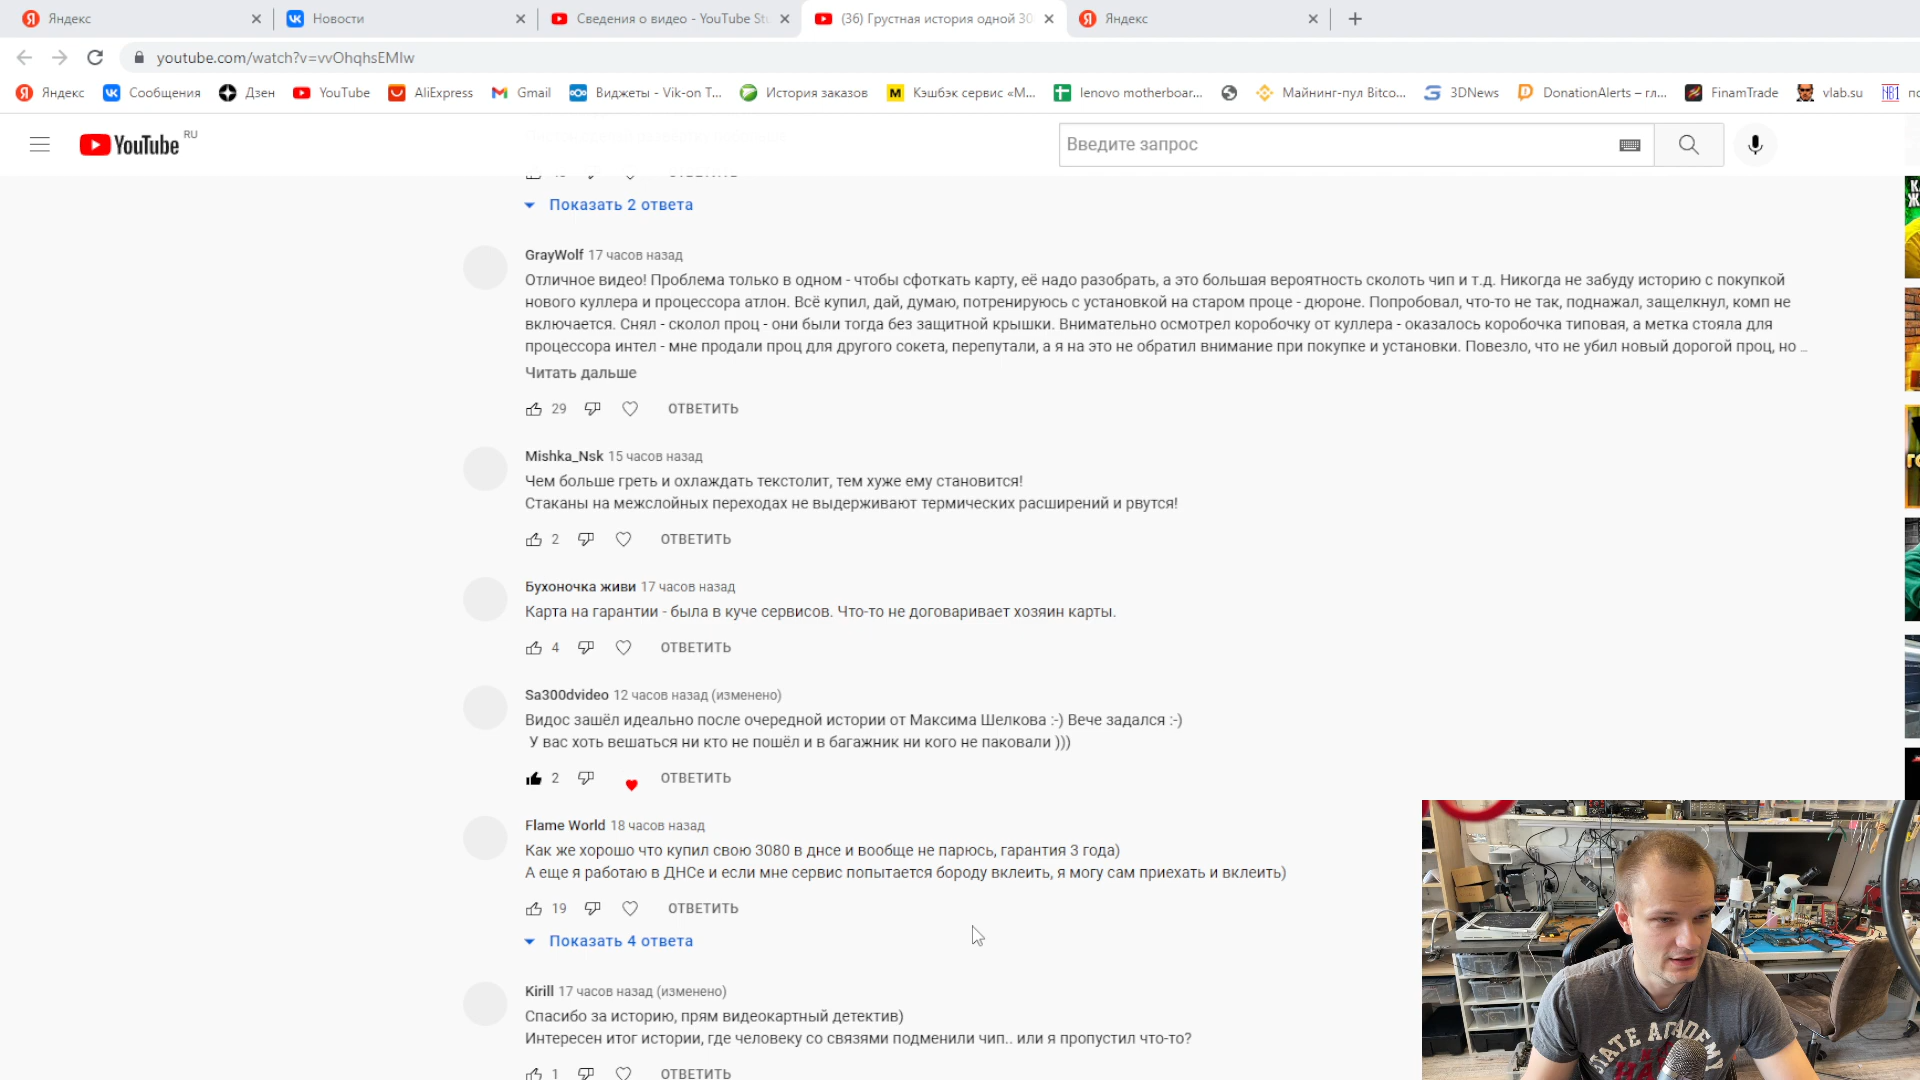 Яндекс
Новости
Сведения о видео - YouTube St
(36) Грустная история одной 30
Яндекс
youtube.com/watch?v=vvOhqhsEMIw
Яндекс
Сообщения
Дзен
YouTube
AliExpress
Gmail
Виджеты - Vik-on T...
История заказов
Кэшбэк сервис «М...
lenovo motherboar...
Майнинг-пул Bitco...
3DNews
DonationAlerts – гл...
FinamTrade
vlab.su
YouTube RU
Введите запрос
Показать 2 ответа
GrayWolf 17 часов назад
Отличное видео! Проблема только в одном - чтобы сфоткать карту, её надо разобрать, а это большая вероятность сколоть чип и т.д. Никогда не забуду историю с покупкой
нового куллера и процессора атлон. Всё купил, дай, думаю, потренируюсь с установкой на старом проце - дюроне. Попробовал, что-то не так, поднажал, защелкнул, комп не
включается. Снял - сколол проц - они были тогда без защитной крышки. Внимательно осмотрел коробочку от куллера - оказалось коробочка типовая, а метка стояла для
процессора интел - мне продали проц для другого сокета, перепутали, а я на это не обратил внимание при покупке и установки. Повезло, что не убил новый дорогой проц, но ...
Читать дальше
29
ОТВЕТИТЬ
Mishka_Nsk 15 часов назад
Чем больше греть и охлаждать текстолит, тем хуже ему становится!
Стаканы на межслойных переходах не выдерживают термических расширений и рвутся!
2
ОТВЕТИТЬ
Бухоночка живи 17 часов назад
Карта на гарантии - была в куче сервисов. Что-то не договаривает хозяин карты.
4
ОТВЕТИТЬ
Sa300dvideo 12 часов назад (изменено)
Видос зашёл идеально после очередной истории от Максима Шелкова :-) Вече задался :-)
У вас хоть вешаться ни кто не пошёл и в багажник ни кого не паковали )))
2
ОТВЕТИТЬ
Flame World 18 часов назад
Как же хорошо что купил свою 3080 в днсе и вообще не парюсь, гарантия 3 года)
А еще я работаю в ДНСе и если мне сервис попытается бороду вклеить, я могу сам приехать и вклеить)
19
ОТВЕТИТЬ
Показать 4 ответа
Kirill 17 часов назад (изменено)
Спасибо за историю, прям видеокартный детектив)
Интересен итог истории, где человеку со связями подменили чип.. или я пропустил что-то?
1
ОТВЕТИТЬ
STATE ACADEMY